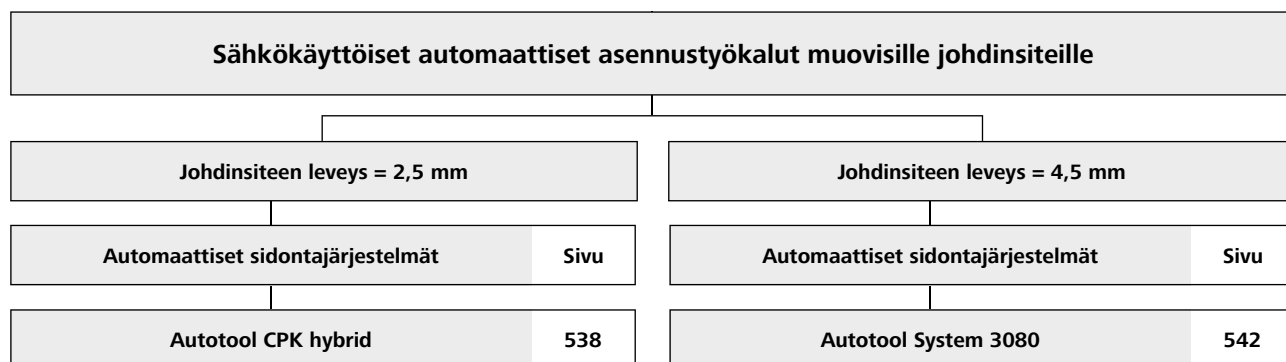 Sähkökäyttöiset automaattiset asennustyökalut muovisille johdinsiteille
Johdinsiteen leveys = 2,5 mm
Johdinsiteen leveys = 4,5 mm
Automaattiset sidontajärjestelmät Sivu
Automaattiset sidontajärjestelmät Sivu
Autotool CPK hybrid 538
Autotool System 3080 542